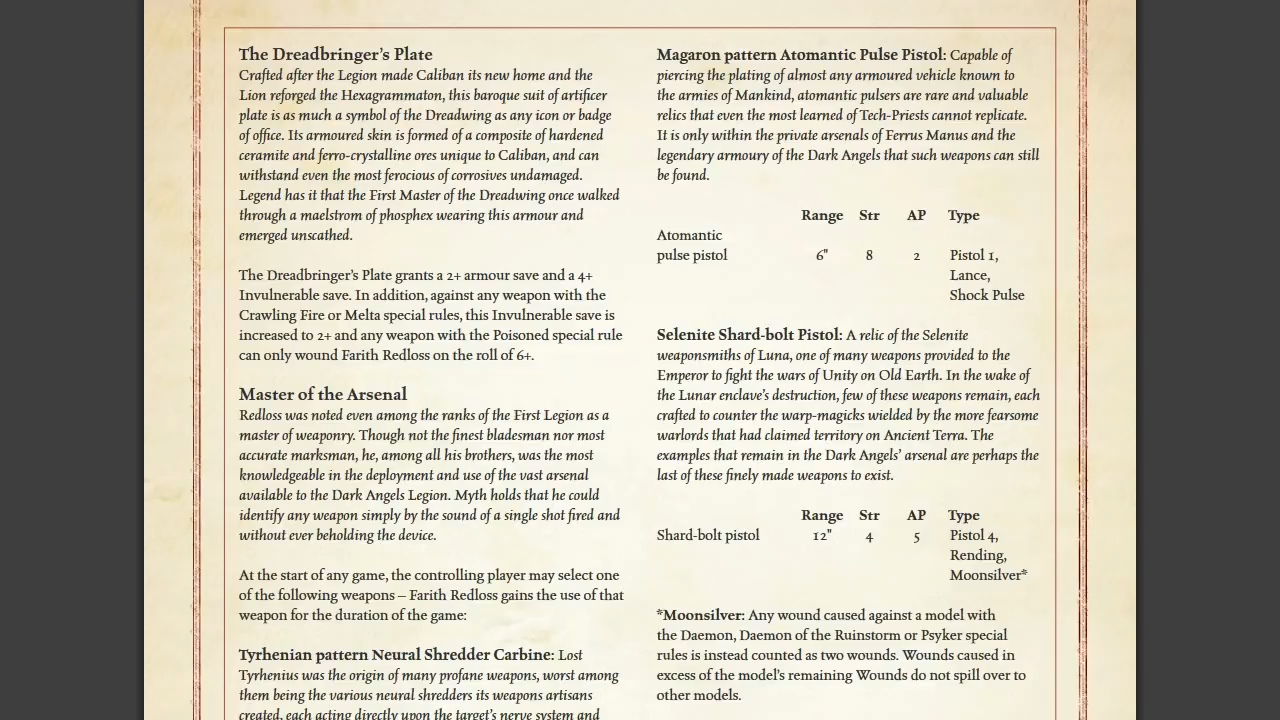 The Dreadbringer’s Plate
Crafted after the Legion made Caliban its new home and the
Lion reforged the Hexagrammaton, this baroque suit of artificer
plate is as much a symbol of the Dreadwing as any icon or badge
of office. Its armoured skin is formed of a composite of hardened
ceramite and ferro-crystalline ores unique to Caliban, and can
withstand even the most ferocious of corrosives undamaged.
Legend has it that the First Master of the Dreadwing once walked
through a maelstrom of phosphex wearing this armour and
emerged unscathed.
The Dreadbringer’s Plate grants a 2+ armour save and a 4+
Invulnerable save. In addition, against any weapon with the
Crawling Fire or Melta special rules, this Invulnerable save is
increased to 2+ and any weapon with the Poisoned special rule
can only wound Farith Redloss on the roll of 6+.
Master of the Arsenal
Redloss was noted even among the ranks of the First Legion as a
master of weaponry. Though not the finest bladesman nor most
accurate marksman, he, among all his brothers, was the most
knowledgeable in the deployment and use of the vast arsenal
available to the Dark Angels Legion. Myth holds that he could
identify any weapon simply by the sound of a single shot fired and
without ever beholding the device.
At the start of any game, the controlling player may select one
of the following weapons – Farith Redloss gains the use of that
weapon for the duration of the game:
Tyrhenian pattern Neural Shredder Carbine: Lost
Tyrhenius was the origin of many profane weapons, worst among
them being the various neural shredders its weapons artisans
created, each acting directly upon the target’s nerve system and
Magaron pattern Atomantic Pulse Pistol: Capable of
piercing the plating of almost any armoured vehicle known to
the armies of Mankind, atomantic pulsers are rare and valuable
relics that even the most learned of Tech-Priests cannot replicate.
It is only within the private arsenals of Ferrus Manus and the
legendary armoury of the Dark Angels that such weapons can still
be found.
Range Str AP Type
Atomantic
pulse pistol 6" 8 2 Pistol 1,
Lance,
Shock Pulse
Selenite Shard-bolt Pistol: A relic of the Selenite
weaponsmiths of Luna, one of many weapons provided to the
Emperor to fight the wars of Unity on Old Earth. In the wake of
the Lunar enclave’s destruction, few of these weapons remain, each
crafted to counter the warp-magicks wielded by the more fearsome
warlords that had claimed territory on Ancient Terra. The
examples that remain in the Dark Angels’ arsenal are perhaps the
last of these finely made weapons to exist.
Range Str AP Type
Shard-bolt pistol 12" 4 5 Pistol 4,
Rending,
Moonsilver*
*Moonsilver: Any wound caused against a model with
the Daemon, Daemon of the Ruinstorm or Psyker special
rules is instead counted as two wounds. Wounds caused in
excess of the model’s remaining Wounds do not spill over to
other models.